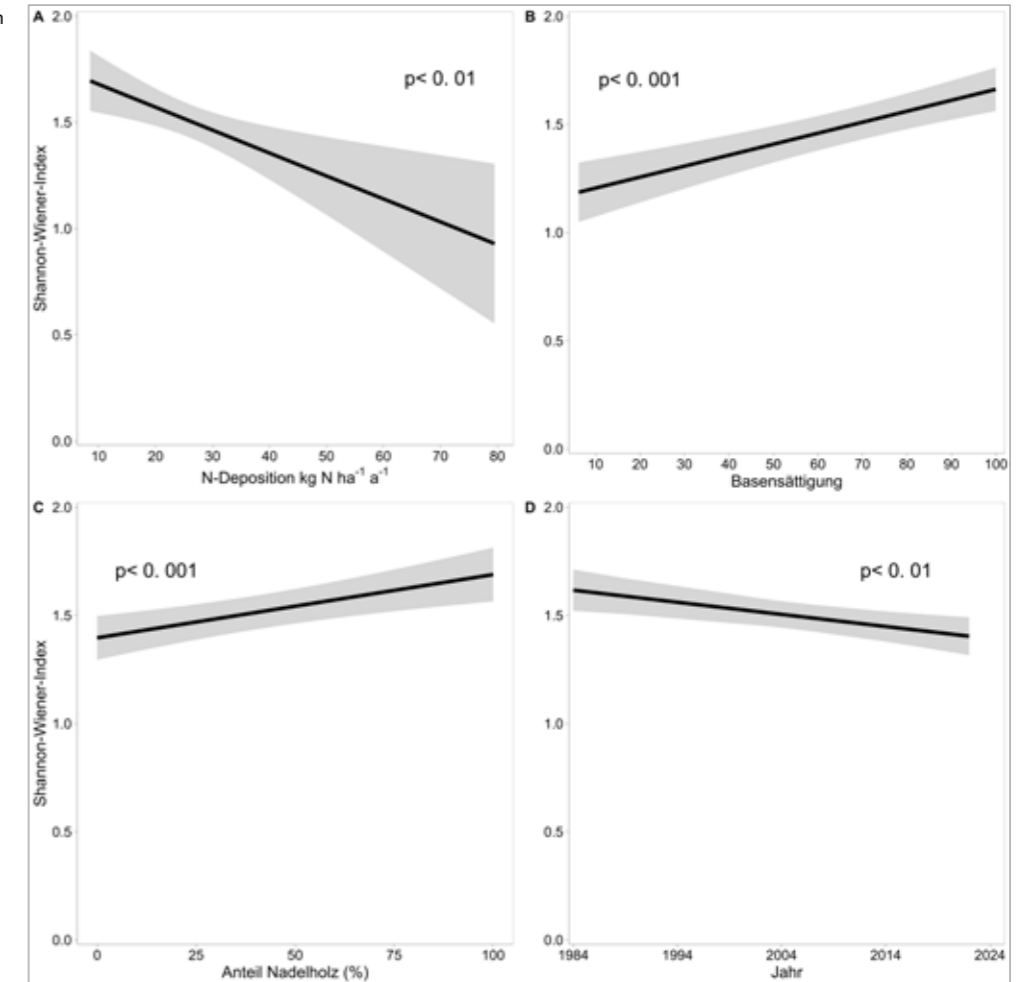 n
A
2.0
1.5
1.0
0.5
0.0
Shannon-Wiener-Index
p< 0. 01
10 20 30 40 50 60 70 80
N-Deposition kg N ha⁻¹ a⁻¹
B
2.0
1.5
1.0
0.5
0.0
p< 0. 001
10 20 30 40 50 60 70 80 90 100
Basensättigung
C
2.0
1.5
1.0
0.5
0.0
Shannon-Wiener-Index
p< 0. 001
0 25 50 75 100
Anteil Nadelholz (%)
D
2.0
1.5
1.0
0.5
0.0
p< 0. 01
1984 1994 2004 2014 2024
Jahr